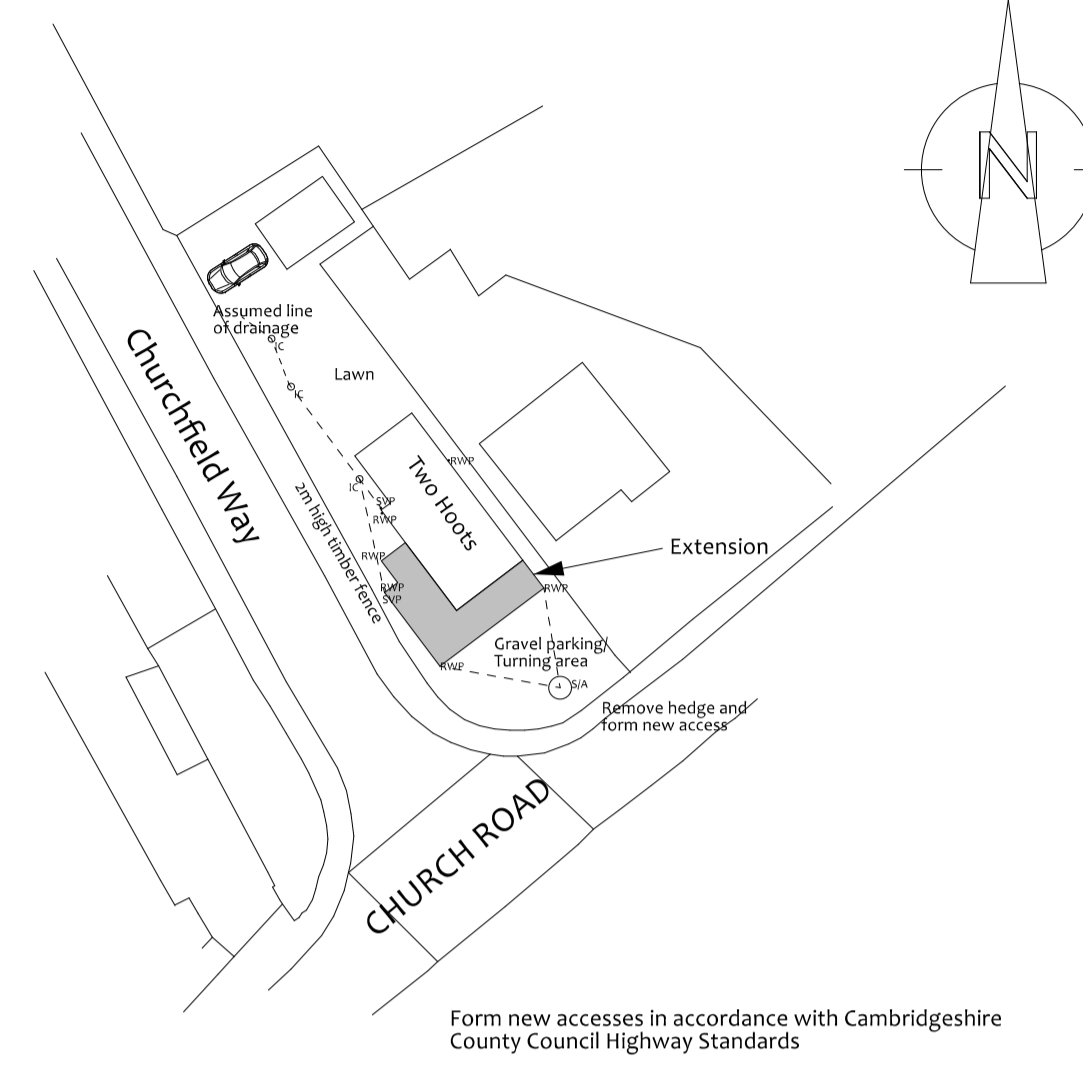 N
Assumed line
of drainage
IC
IC
Lawn
Churchfield Way
Two Hoots
RWP
IC
SVP
RWP
2m high timber fence
RWP
Extension
RWP
SVP
RWP
Gravel parking/
Turning area
RWP
S/A
Remove hedge and
form new access
CHURCH ROAD
Form new accesses in accordance with Cambridgeshire
County Council Highway Standards